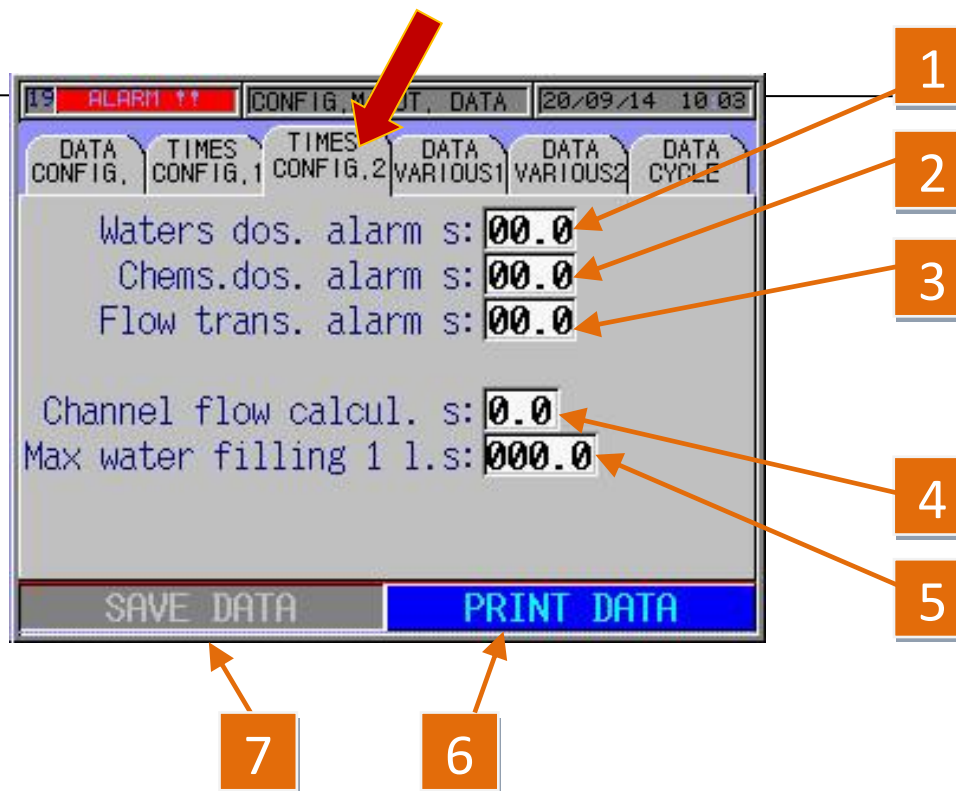 19 ALARM !! CONFIG.M UT. DATA 20/09/14 10 03
DATA CONFIG. TIMES CONFIG.1 TIMES CONFIG.2 DATA VARIOUS1 DATA VARIOUS2 DATA CYCLE
Waters dos. alarm s: 00.0
Chems.dos. alarm s: 00.0
Flow trans. alarm s: 00.0
Channel flow calcul. s: 0.0
Max water filling 1 l.s: 000.0
SAVE DATA PRINT DATA
1
2
3
4
5
7 6